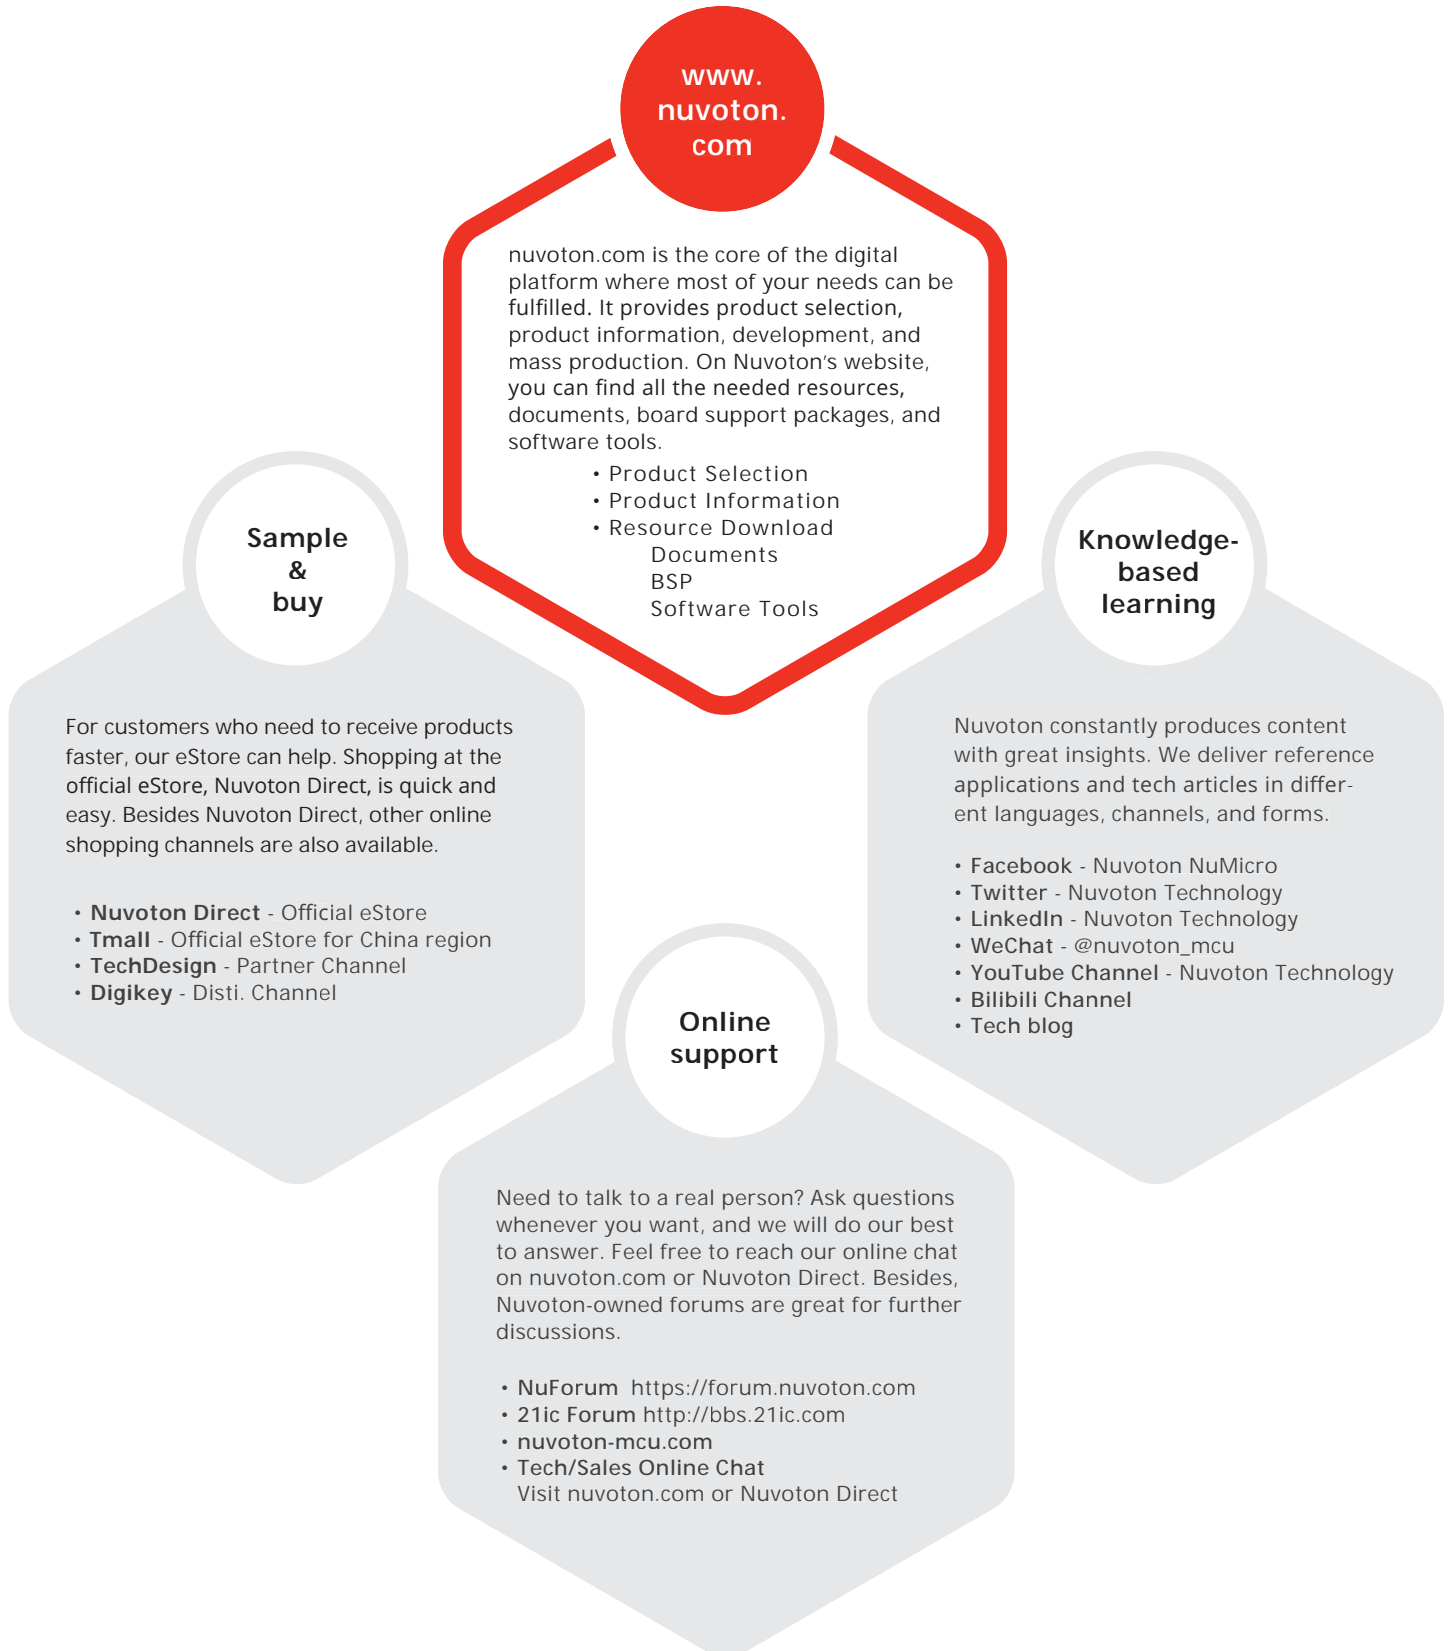 www.
nuvoton.
com
nuvoton.com is the core of the digital
platform where most of your needs can be
fulfilled. It provides product selection,
product information, development, and
mass production. On Nuvoton’s website,
you can find all the needed resources,
documents, board support packages, and
software tools.
• Product Selection
• Product Information
• Resource Download
Documents
BSP
Software Tools
Sample
&
buy
For customers who need to receive products
faster, our eStore can help. Shopping at the
official eStore, Nuvoton Direct, is quick and
easy. Besides Nuvoton Direct, other online
shopping channels are also available.
• Nuvoton Direct - Official eStore
• Tmall - Official eStore for China region
• TechDesign - Partner Channel
• Digikey - Disti. Channel
Knowledge-
based
learning
Nuvoton constantly produces content
with great insights. We deliver reference
applications and tech articles in differ-
ent languages, channels, and forms.
• Facebook - Nuvoton NuMicro
• Twitter - Nuvoton Technology
• LinkedIn - Nuvoton Technology
• WeChat - @nuvoton_mcu
• YouTube Channel - Nuvoton Technology
• Bilibili Channel
• Tech blog
Online
support
Need to talk to a real person? Ask questions
whenever you want, and we will do our best
to answer. Feel free to reach our online chat
on nuvoton.com or Nuvoton Direct. Besides,
Nuvoton-owned forums are great for further
discussions.
• NuForum https://forum.nuvoton.com
• 21ic Forum http://bbs.21ic.com
• nuvoton-mcu.com
• Tech/Sales Online Chat
Visit nuvoton.com or Nuvoton Direct